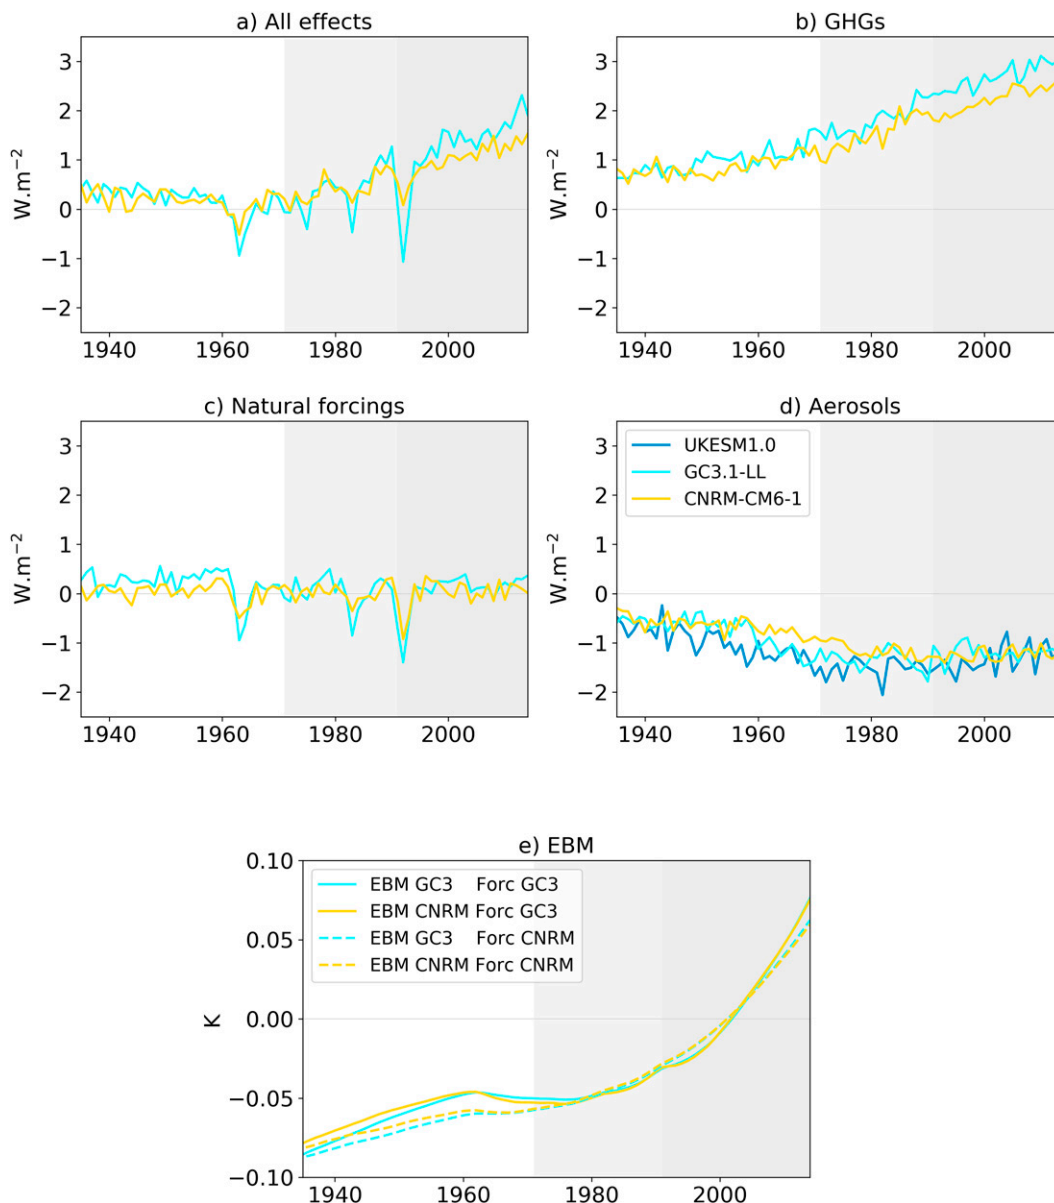 a) All effects
3
2
1
0
−1
−2
W.m−2
1940 1960 1980 2000
b) GHGs
3
2
1
0
−1
−2
W.m−2
1940 1960 1980 2000
c) Natural forcings
3
2
1
0
−1
−2
W.m−2
1940 1960 1980 2000
d) Aerosols
3
2
1
0
−1
−2
W.m−2
UKESM1.0
GC3.1-LL
CNRM-CM6-1
1940 1960 1980 2000
e) EBM
0.10
0.05
0.00
−0.05
−0.10
K
EBM GC3 Forc GC3
EBM CNRM Forc GC3
EBM GC3 Forc CNRM
EBM CNRM Forc CNRM
1940 1960 1980 2000